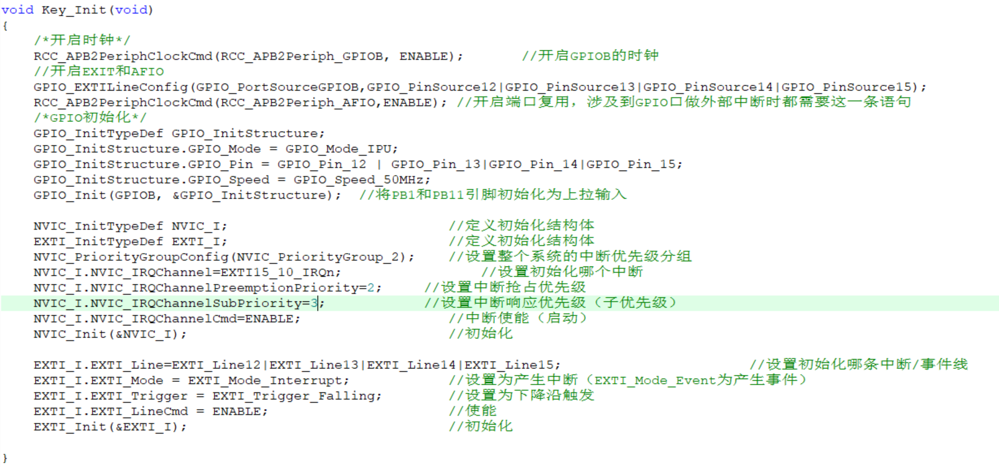 void Key_Init(void)
{
/*开启时钟*/
RCC_APB2PeriphClockCmd(RCC_APB2Periph_GPIOB, ENABLE); //开启GPIOB的时钟
//开启EXIT和AFIO
GPIO_EXTILineConfig(GPIO_PortSourceGPIOB,GPIO_PinSource12|GPIO_PinSource13|GPIO_PinSource14|GPIO_PinSource15);
RCC_APB2PeriphClockCmd(RCC_APB2Periph_AFIO,ENABLE); //开启端口复用，涉及到GPIO口做外部中断时都需要这一条语句
/*GPIO初始化*/
GPIO_InitTypeDef GPIO_InitStructure;
GPIO_InitStructure.GPIO_Mode = GPIO_Mode_IPU;
GPIO_InitStructure.GPIO_Pin = GPIO_Pin_12 | GPIO_Pin_13|GPIO_Pin_14|GPIO_Pin_15;
GPIO_InitStructure.GPIO_Speed = GPIO_Speed_50MHz;
GPIO_Init(GPIOB, &GPIO_InitStructure); //将PB1和PB11引脚初始化为上拉输入
NVIC_InitTypeDef NVIC_I; //定义初始化结构体
EXTI_InitTypeDef EXTI_I; //定义初始化结构体
NVIC_PriorityGroupConfig(NVIC_PriorityGroup_2); //设置整个系统的中断优先级分组
NVIC_I.NVIC_IRQChannel=EXTI15_10_IRQn; //设置初始化哪个中断
NVIC_I.NVIC_IRQChannelPreemptionPriority=2; //设置中断抢占优先级
NVIC_I.NVIC_IRQChannelSubPriority=3; //设置中断响应优先级（子优先级）
NVIC_I.NVIC_IRQChannelCmd=ENABLE; //中断使能（启动）
NVIC_Init(&NVIC_I); //初始化
EXTI_I.EXTI_Line=EXTI_Line12|EXTI_Line13|EXTI_Line14|EXTI_Line15; //设置初始化哪条中断/事件线
EXTI_I.EXTI_Mode = EXTI_Mode_Interrupt; //设置为产生中断（EXTI_Mode_Event为产生事件）
EXTI_I.EXTI_Trigger = EXTI_Trigger_Falling; //设置为下降沿触发
EXTI_I.EXTI_LineCmd = ENABLE; //使能
EXTI_Init(&EXTI_I); //初始化
}